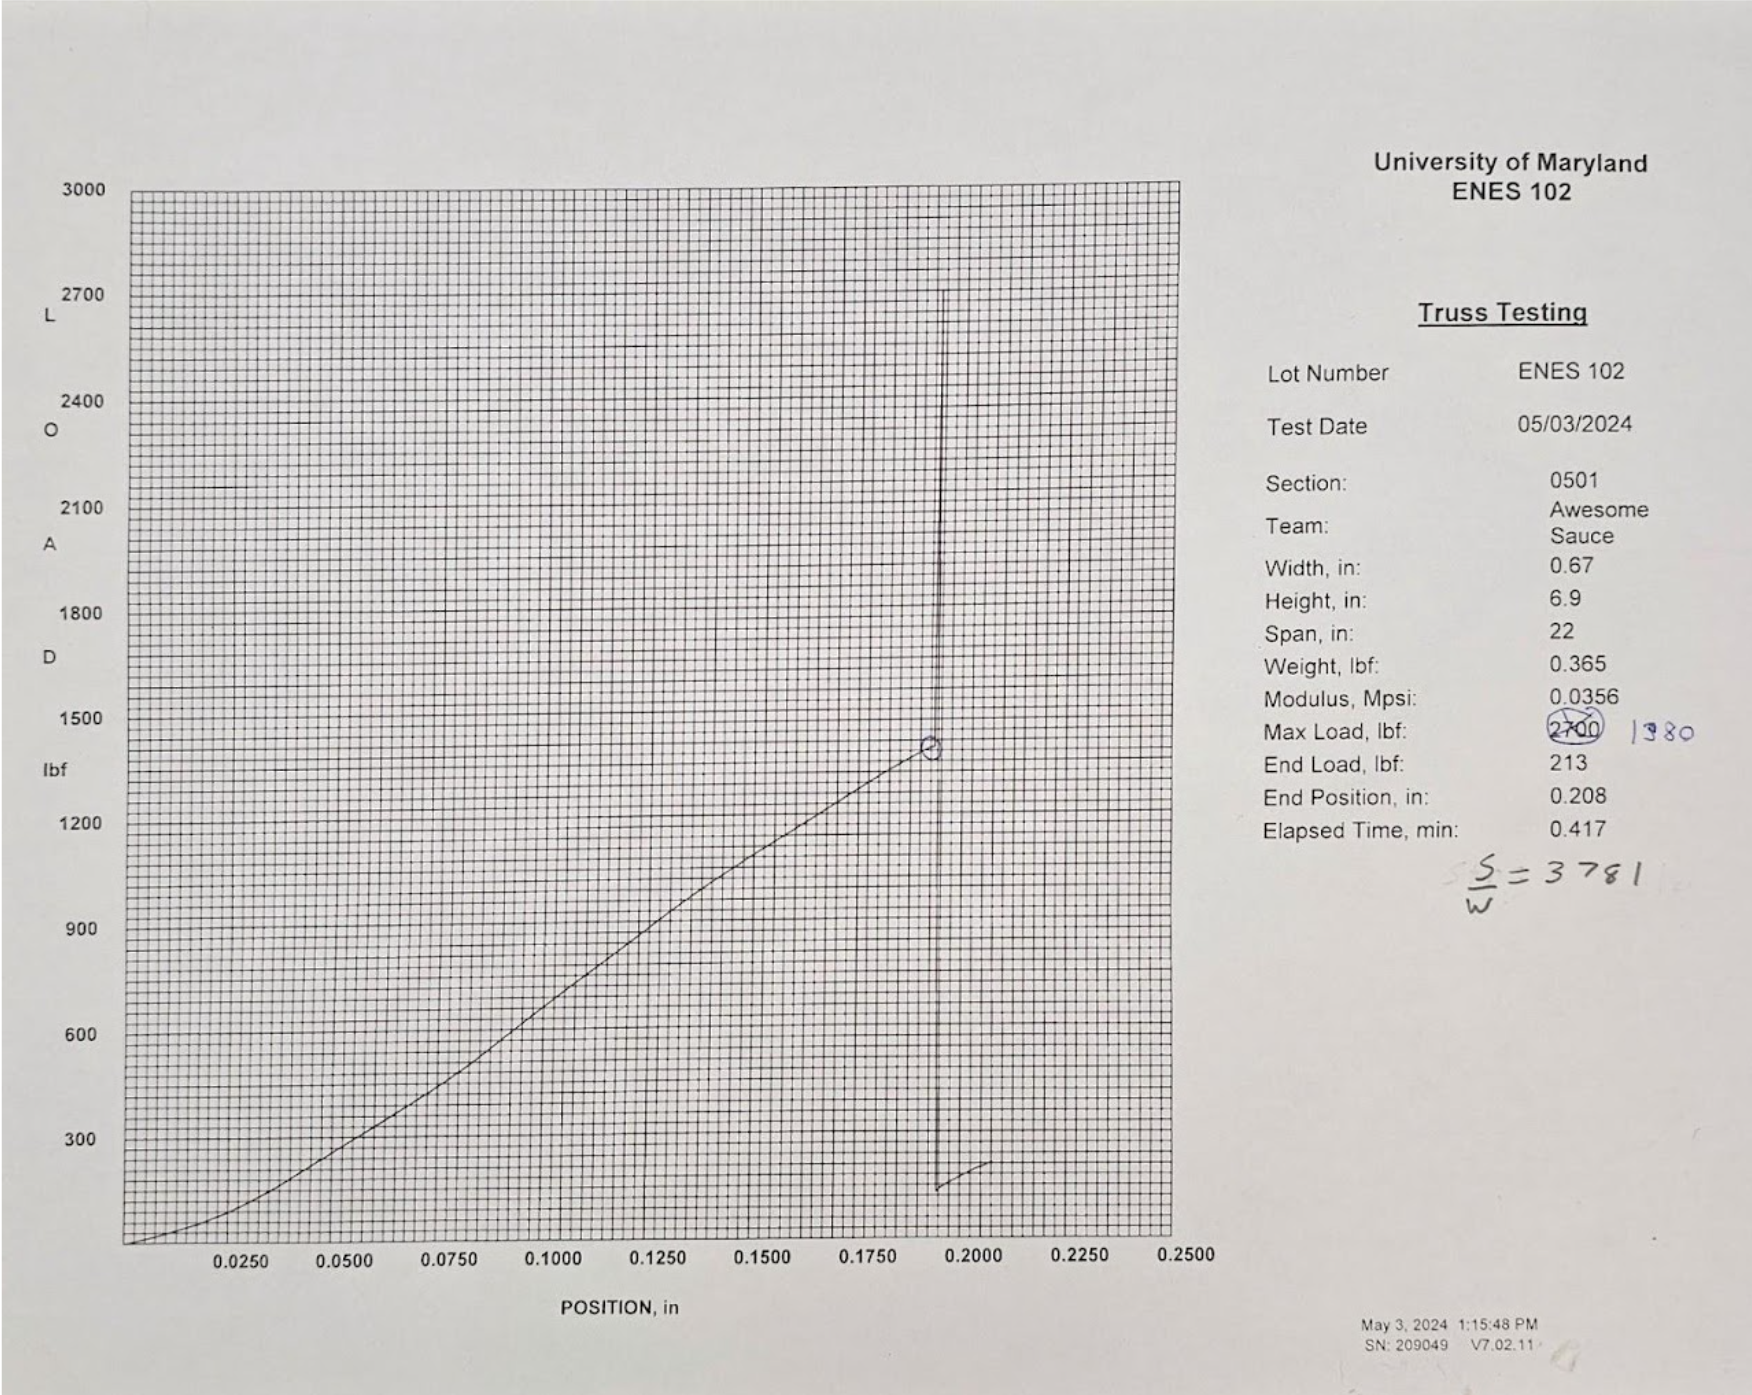 University of Maryland
ENES 102
Truss Testing
Lot Number ENES 102
Test Date 05/03/2024
Section: 0501
Team: Awesome
Sauce
Width, in: 0.67
Height, in: 6.9
Span, in: 22
Weight, lbf: 0.365
Modulus, Mpsi: 0.0356
Max Load, lbf: 2700 1380
End Load, lbf: 213
End Position, in: 0.208
Elapsed Time, min: 0.417
S/W = 3781
3000
2700
2400
2100
1800
1500
1200
900
600
300
L
O
A
D
lbf
0.0250 0.0500 0.0750 0.1000 0.1250 0.1500 0.1750 0.2000 0.2250 0.2500
POSITION, in
May 3, 2024 1:15:48 PM
SN: 209049 V7.02.11